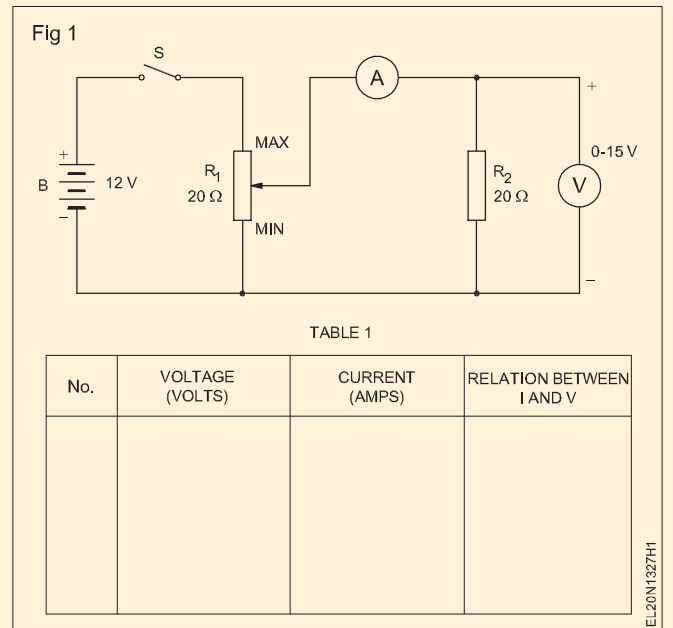 Fig 1
S
A
+
MAX
0-15 V
+
B
12 V
R1
20 Ω
R2
20 Ω
V
−
MIN
−
TABLE 1
No.
VOLTAGE
(VOLTS)
CURRENT
(AMPS)
RELATION BETWEEN
I AND V
EL20N1327H1